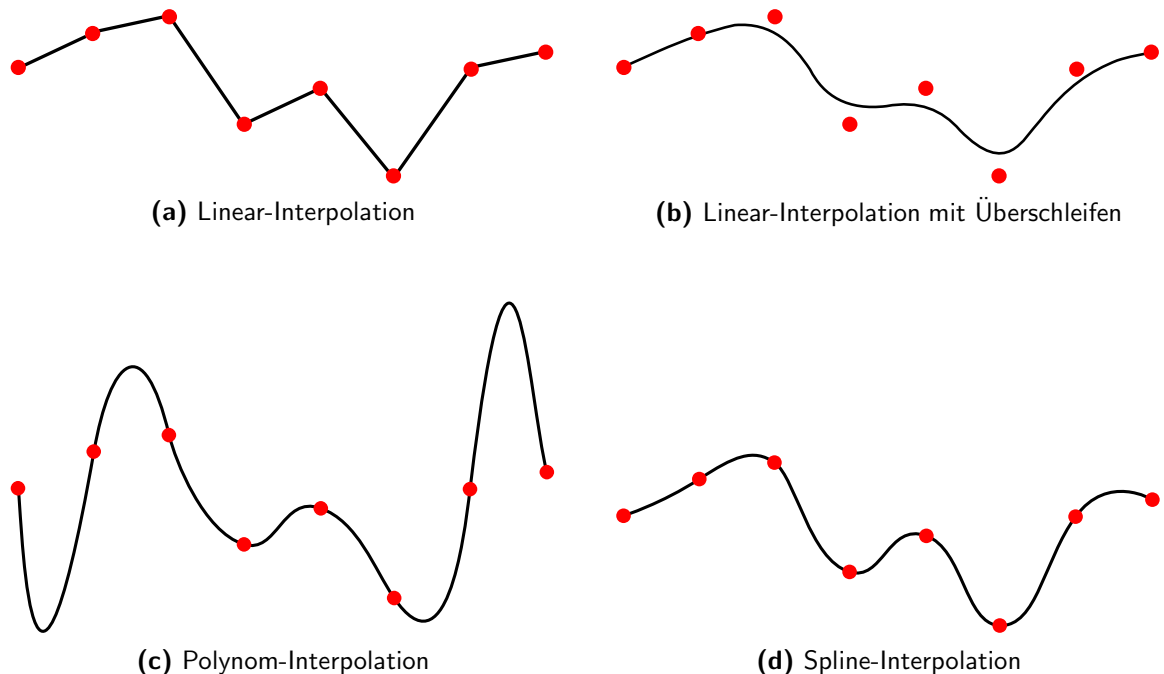 (a) Linear-Interpolation
(b) Linear-Interpolation mit Überschleifen
(c) Polynom-Interpolation
(d) Spline-Interpolation